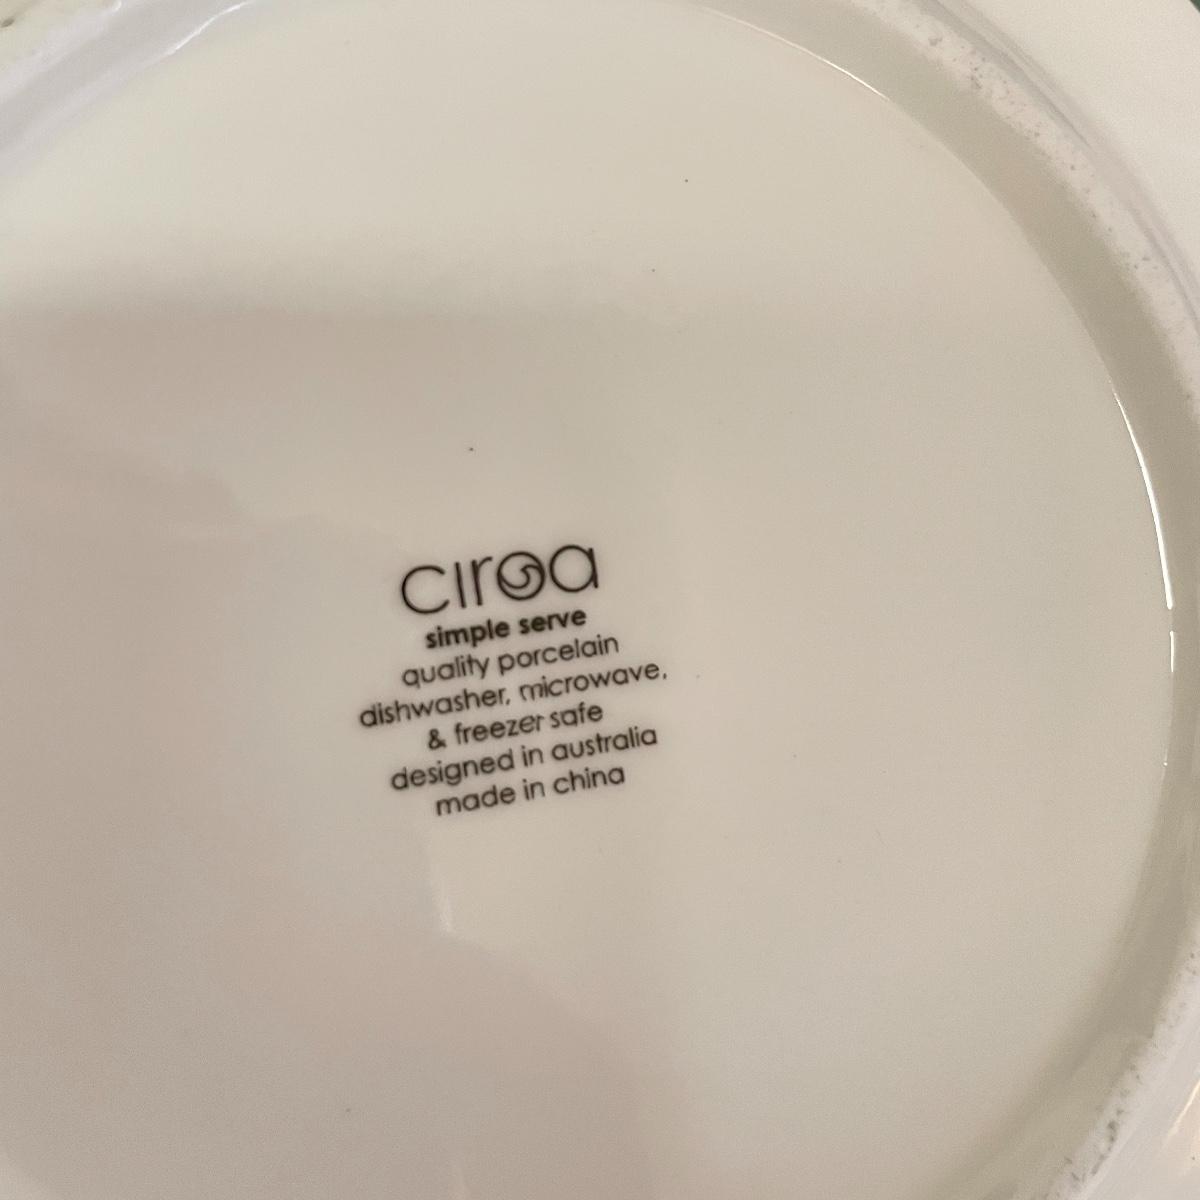 ciroa
simple serve
quality porcelain
dishwasher, microwave,
& freezer safe
designed in australia
made in china